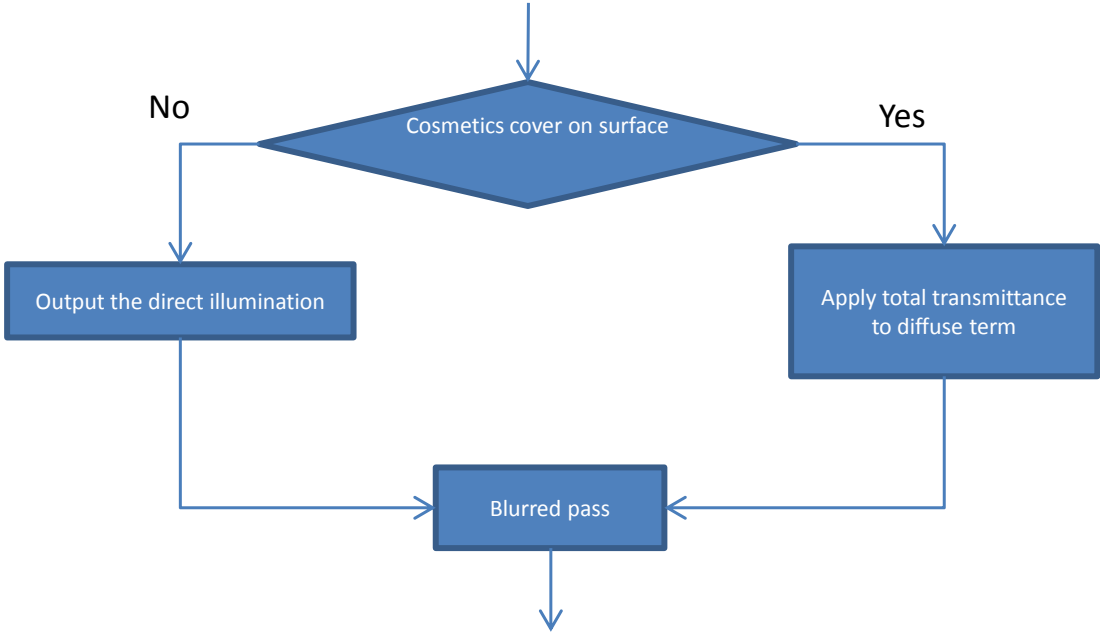 No
Cosmetics cover on surface
Yes
Output the direct illumination
Apply total transmittance
to diffuse term
Blurred pass